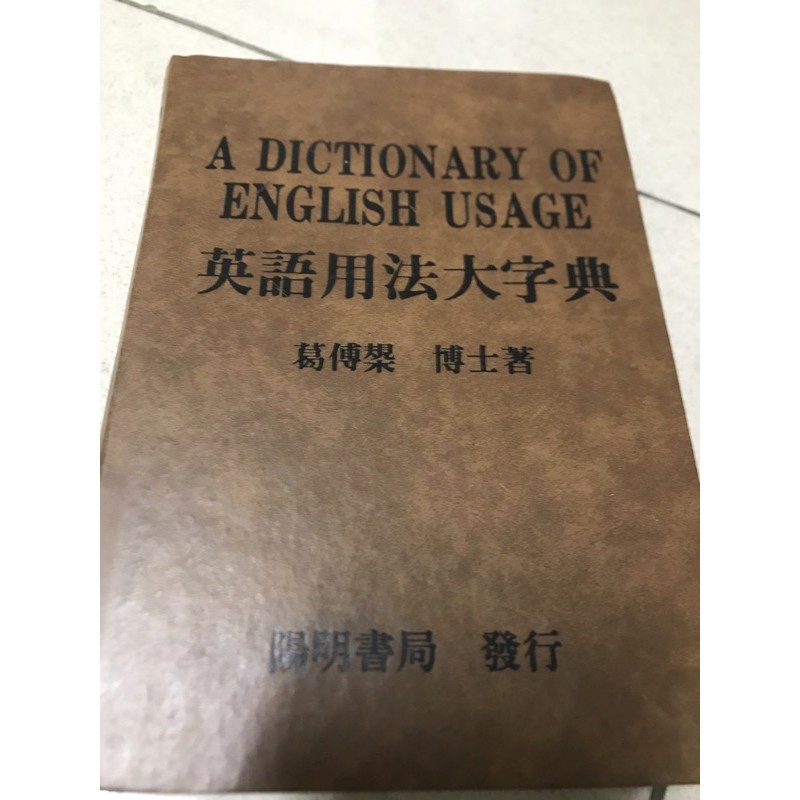 A DICTIONARY OF
ENGLISH USAGE
英語用法大字典
葛傅槼 博士著
陽明書局 發行